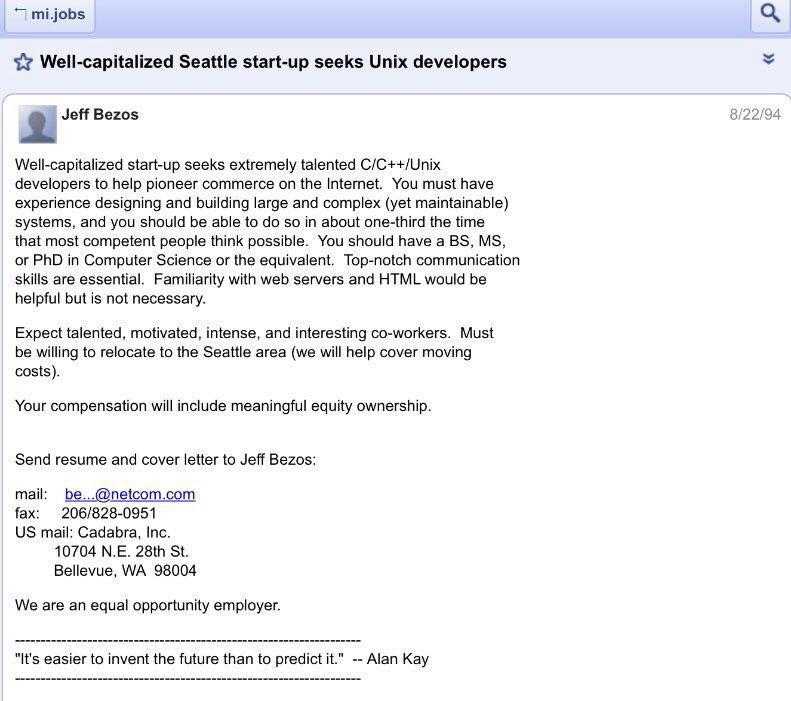 mi.jobs
Well-capitalized Seattle start-up seeks Unix developers
Jeff Bezos
8/22/94
Well-capitalized start-up seeks extremely talented C/C++/Unix
developers to help pioneer commerce on the Internet.  You must have
experience designing and building large and complex (yet maintainable)
systems, and you should be able to do so in about one-third the time
that most competent people think possible.  You should have a BS, MS,
or PhD in Computer Science or the equivalent.  Top-notch communication
skills are essential.  Familiarity with web servers and HTML would be
helpful but is not necessary.
Expect talented, motivated, intense, and interesting co-workers.  Must
be willing to relocate to the Seattle area (we will help cover moving
costs).
Your compensation will include meaningful equity ownership.
Send resume and cover letter to Jeff Bezos:
mail:    be...@netcom.com
fax:     206/828-0951
US mail: Cadabra, Inc.
10704 N.E. 28th St.
Bellevue, WA  98004
We are an equal opportunity employer.
-------------------------------------------------------------------
"It's easier to invent the future than to predict it."  -- Alan Kay
-------------------------------------------------------------------